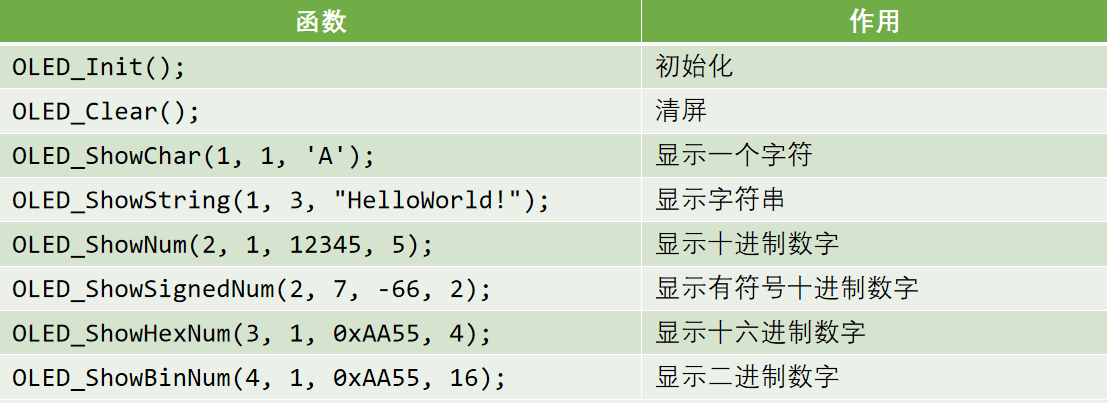 函数 作用
OLED_Init(); 初始化
OLED_Clear(); 清屏
OLED_ShowChar(1, 1, 'A'); 显示一个字符
OLED_ShowString(1, 3, "HelloWorld!"); 显示字符串
OLED_ShowNum(2, 1, 12345, 5); 显示十进制数字
OLED_ShowSignedNum(2, 7, -66, 2); 显示有符号十进制数字
OLED_ShowHexNum(3, 1, 0xAA55, 4); 显示十六进制数字
OLED_ShowBinNum(4, 1, 0xAA55, 16); 显示二进制数字